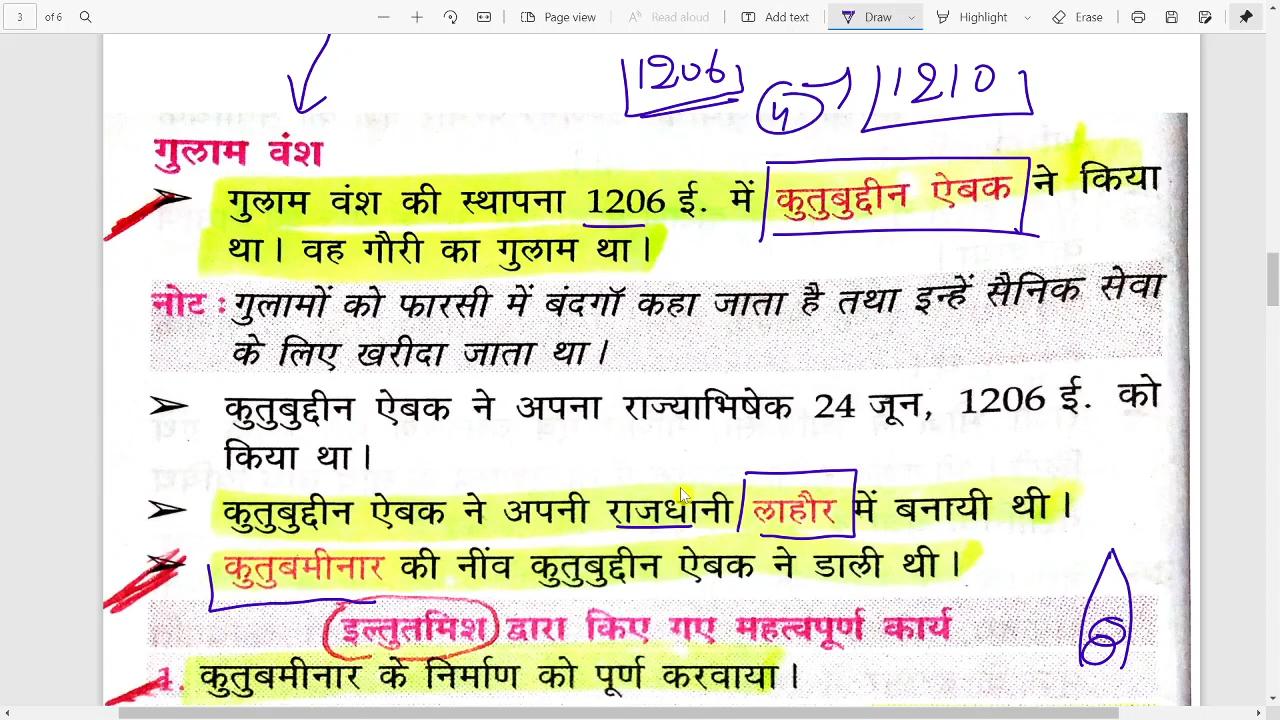 3 of 6 Page view Read aloud Add text Draw Highlight Erase
1206 4 1210
गुलाम वंश
गुलाम वंश की स्थापना 1206 ई. में कुतुबुद्दीन ऐबक ने किया
था। वह गौरी का गुलाम था।
नोट : गुलामों को फारसी में बंदगॉ कहा जाता है तथा इन्हें सैनिक सेवा
के लिए खरीदा जाता था।
कुतुबुद्दीन ऐबक ने अपना राज्याभिषेक 24 जून, 1206 ई. को
किया था।
कुतुबुद्दीन ऐबक ने अपनी राजधानी लाहौर में बनायी थी।
कुतुबमीनार की नींव कुतुबुद्दीन ऐबक ने डाली थी।
इल्तुतमिश द्वारा किए गए महत्वपूर्ण कार्य
1. कुतुबमीनार के निर्माण को पूर्ण करवाया।